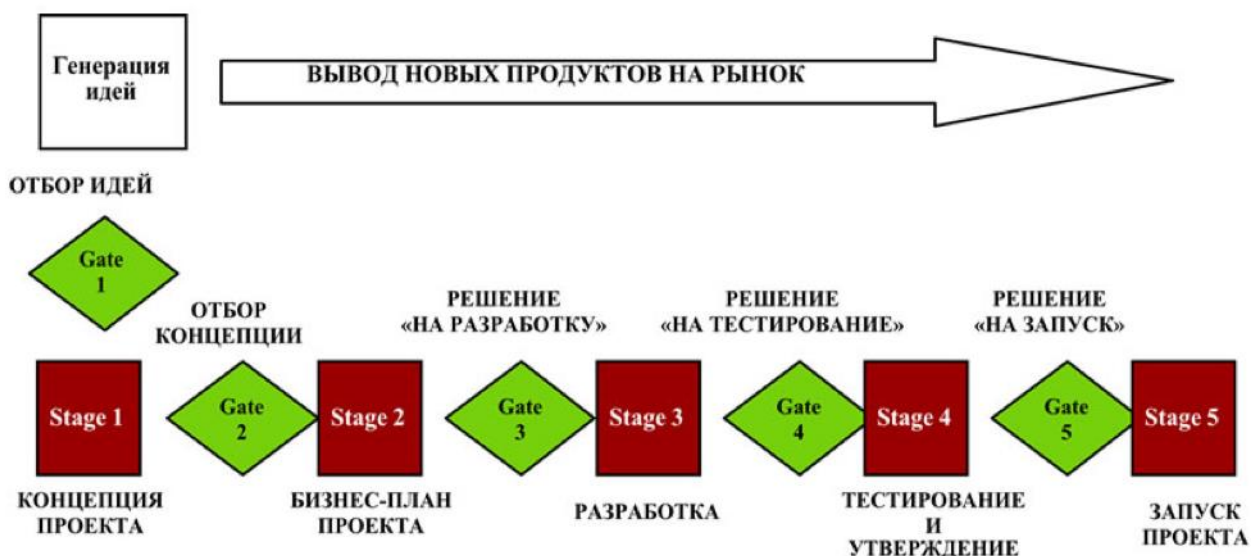 Генерация
идей
ВЫВОД НОВЫХ ПРОДУКТОВ НА РЫНОК
ОТБОР ИДЕЙ
Gate
1
ОТБОР
КОНЦЕПЦИИ
РЕШЕНИЕ
«НА РАЗРАБОТКУ»
РЕШЕНИЕ
«НА ТЕСТИРОВАНИЕ»
РЕШЕНИЕ
«НА ЗАПУСК»
Stage 1
Gate
2
Stage 2
Gate
3
Stage 3
Gate
4
Stage 4
Gate
5
Stage 5
КОНЦЕПЦИЯ
ПРОЕКТА
БИЗНЕС-ПЛАН
ПРОЕКТА
РАЗРАБОТКА
ТЕСТИРОВАНИЕ
И
УТВЕРЖДЕНИЕ
ЗАПУСК
ПРОЕКТА